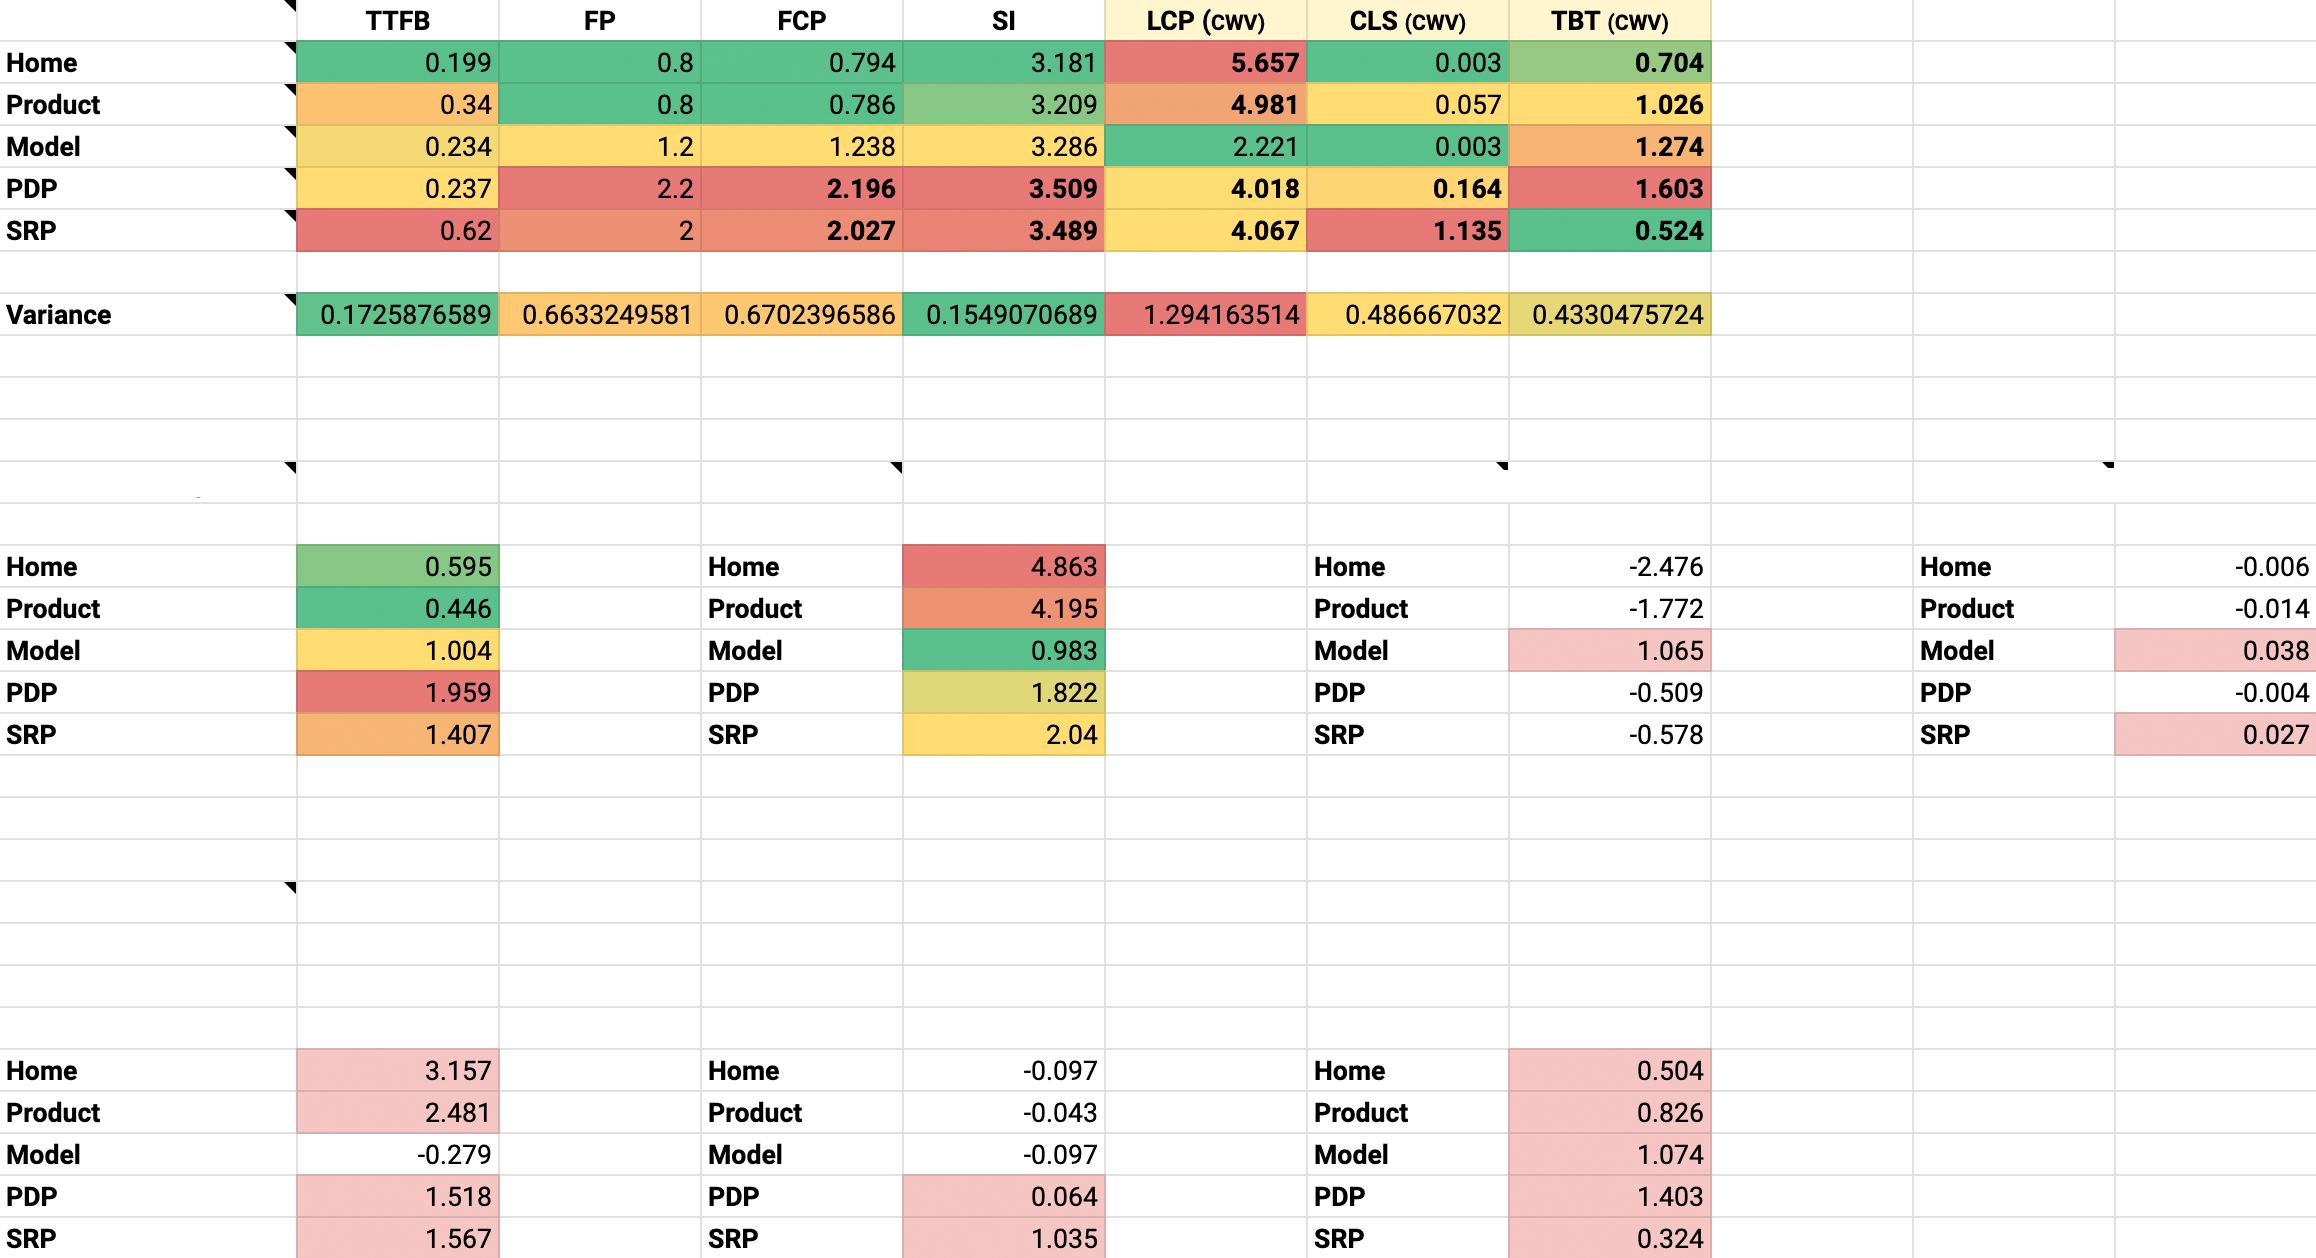 TTFB FP FCP SI LCP (CWV) CLS (CWV) TBT (CWV)
Home 0.199 0.8 0.794 3.181 5.657 0.003 0.704
Product 0.34 0.8 0.786 3.209 4.981 0.057 1.026
Model 0.234 1.2 1.238 3.286 2.221 0.003 1.274
PDP 0.237 2.2 2.196 3.509 4.018 0.164 1.603
SRP 0.62 2 2.027 3.489 4.067 1.135 0.524
Variance 0.1725876589 0.6633249581 0.6702396586 0.1549070689 1.294163514 0.486667032 0.4330475724
Home 0.595 Home 4.863 Home -2.476 Home -0.006
Product 0.446 Product 4.195 Product -1.772 Product -0.014
Model 1.004 Model 0.983 Model 1.065 Model 0.038
PDP 1.959 PDP 1.822 PDP -0.509 PDP -0.004
SRP 1.407 SRP 2.04 SRP -0.578 SRP 0.027
Home 3.157 Home -0.097 Home 0.504
Product 2.481 Product -0.043 Product 0.826
Model -0.279 Model -0.097 Model 1.074
PDP 1.518 PDP 0.064 PDP 1.403
SRP 1.567 SRP 1.035 SRP 0.324